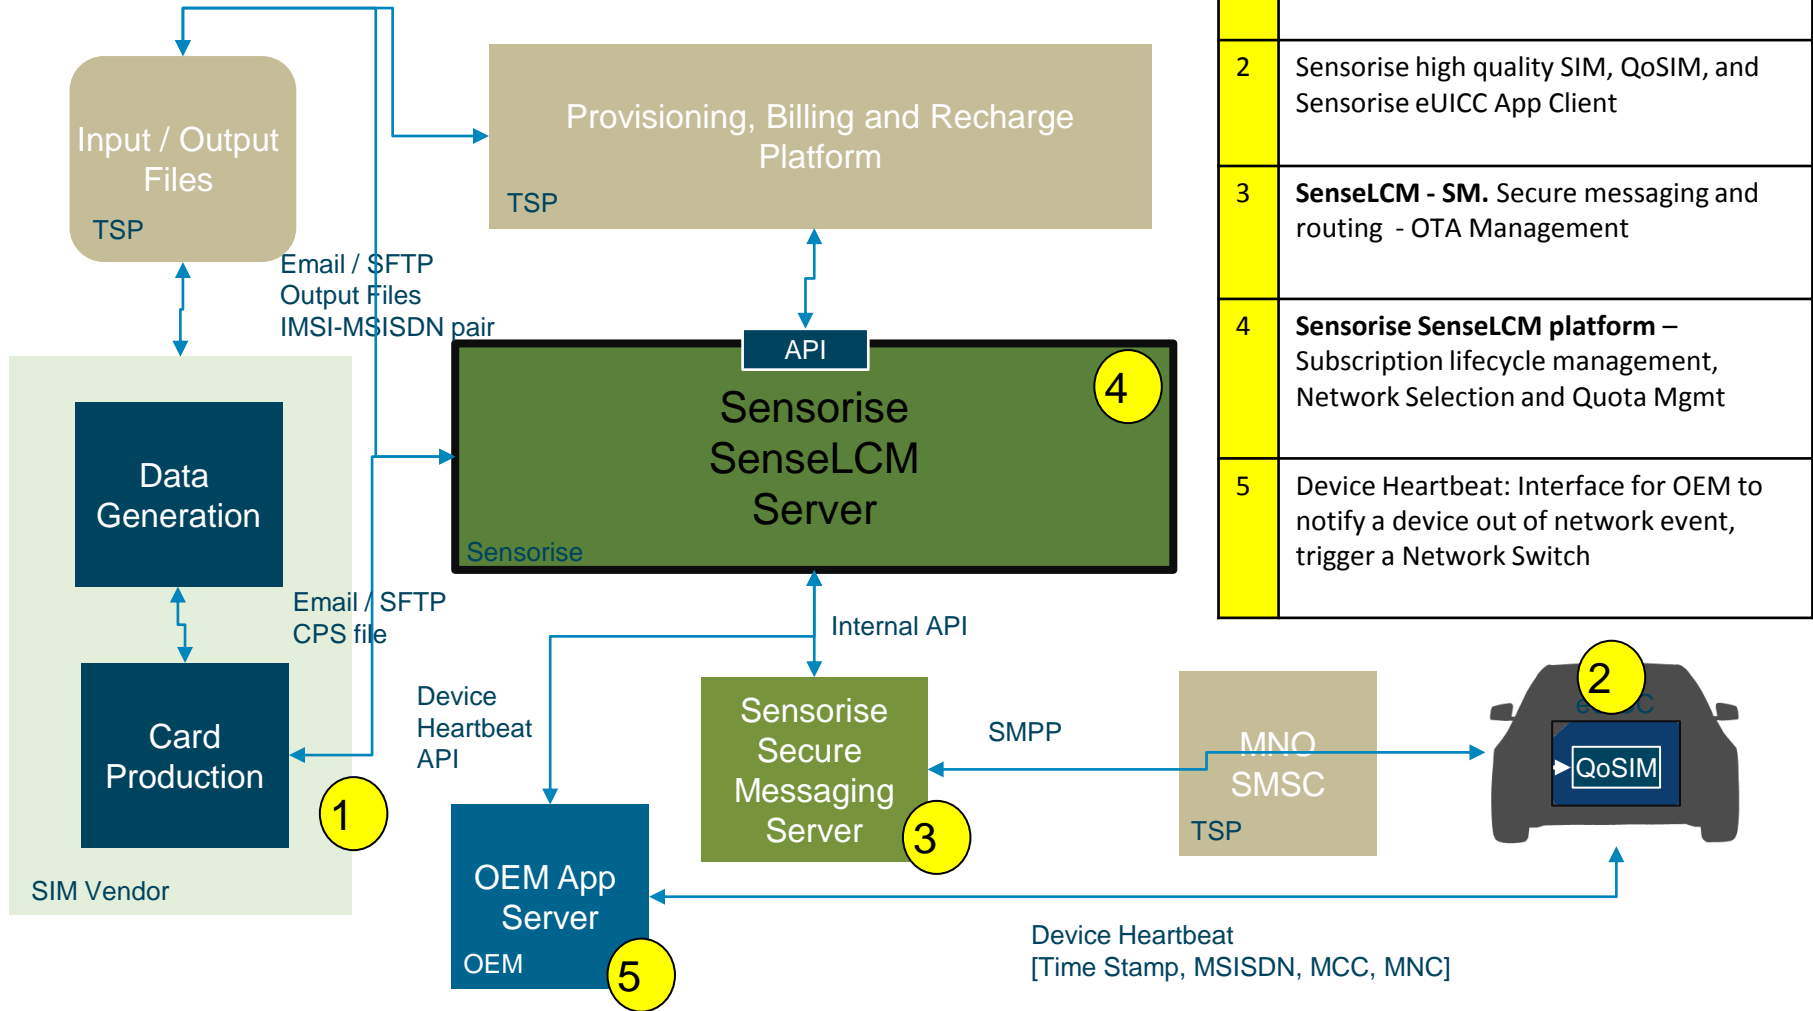 Input / Output
Files
TSP
Provisioning, Billing and Recharge
Platform
TSP
Email / SFTP
Output Files
IMSI-MSISDN pair
API
Sensorise
SenseLCM
Server
Sensorise
4
Data
Generation
Email / SFTP
CPS file
Card
Production
1
SIM Vendor
Internal API
Device
Heartbeat
API
Sensorise
Secure
Messaging
Server
3
SMPP
MNO
SMSC
TSP
2
QoSIM
OEM App
Server
OEM
5
Device Heartbeat
[Time Stamp, MSISDN, MCC, MNC]
2 Sensorise high quality SIM, QoSIM, and
Sensorise eUICC App Client
3 SenseLCM - SM. Secure messaging and
routing - OTA Management
4 Sensorise SenseLCM platform –
Subscription lifecycle management,
Network Selection and Quota Mgmt
5 Device Heartbeat: Interface for OEM to
notify a device out of network event,
trigger a Network Switch